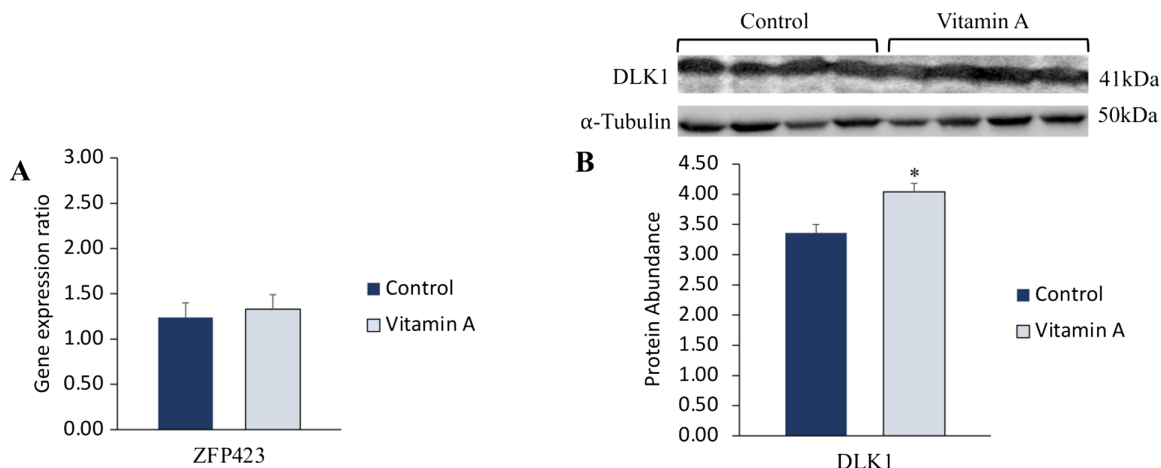 Control
Vitamin A
DLK1
41kDa
α-Tubulin
50kDa
A
3.00
2.50
2.00
1.50
1.00
0.50
0.00
Gene expression ratio
ZFP423
Control
Vitamin A
B
4.50
4.00
3.50
3.00
2.50
2.00
1.50
1.00
0.50
0.00
Protein Abundance
*
DLK1
Control
Vitamin A